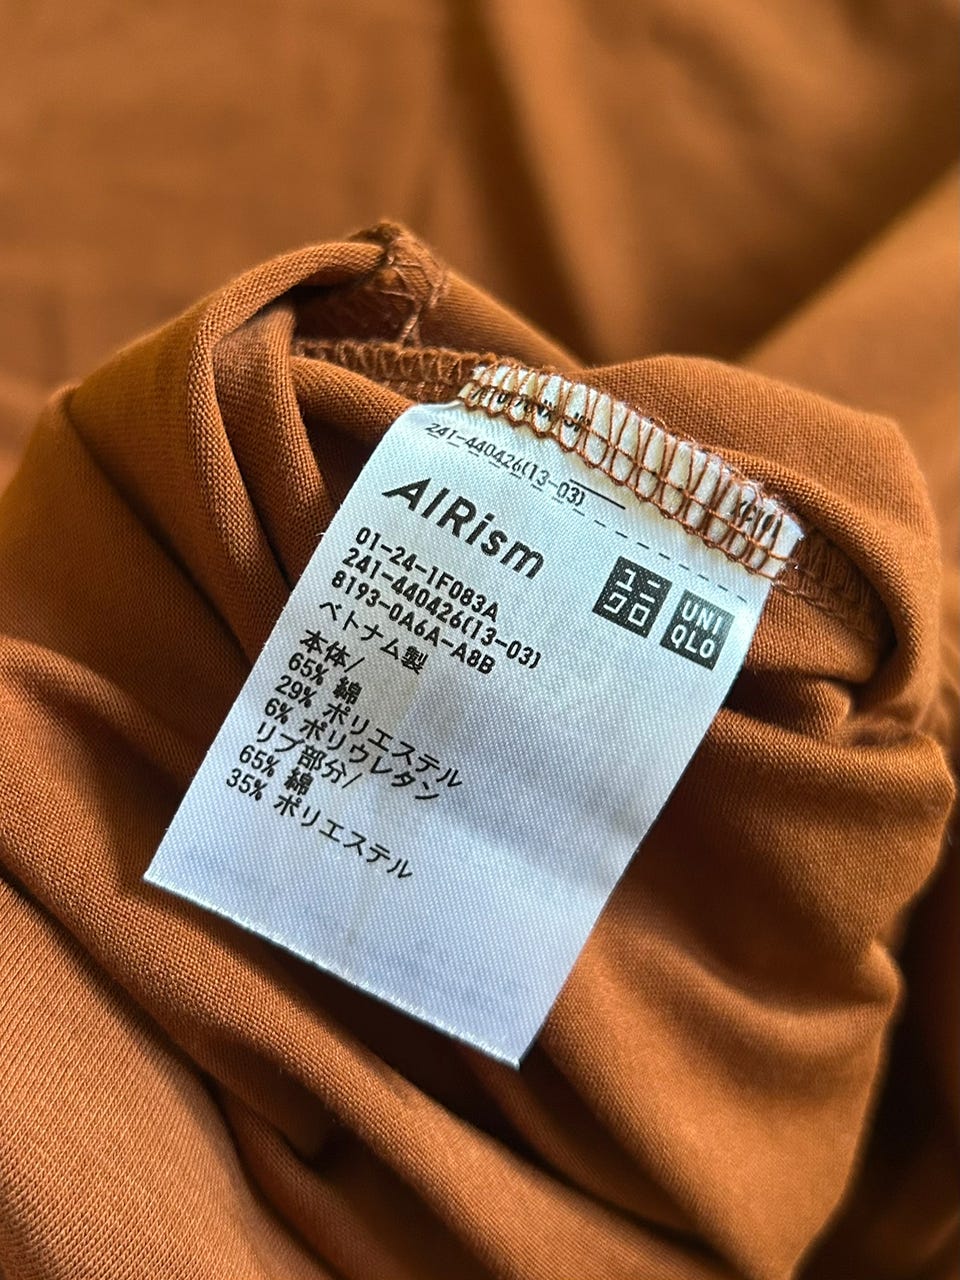 241-440426(13-03)
AIRism
ユニ
クロ
UNI
QLO
01-24-1F083A
241-440426(13-03)
8193-0A6A-A8B
ベトナム製
本体/
65% 綿
29% ポリエステル
6% ポリウレタン
リブ部分/
65% 綿
35% ポリエステル